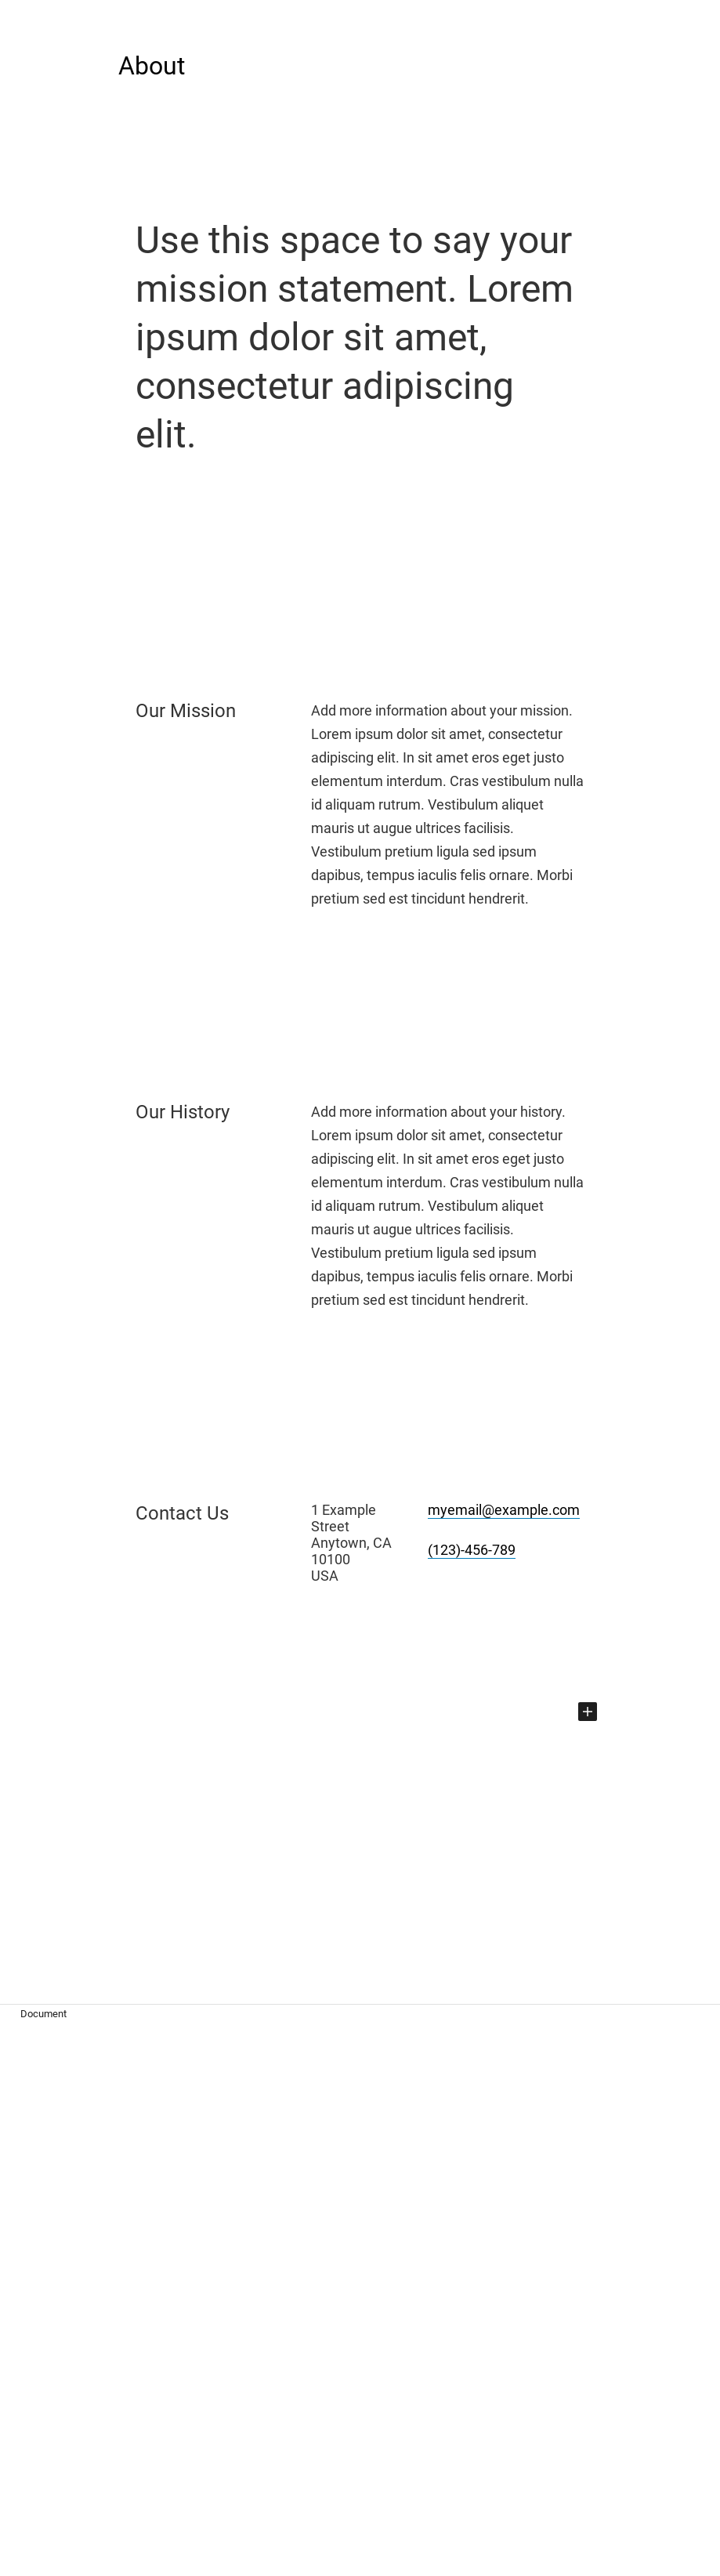 About
Use this space to say your
mission statement. Lorem
ipsum dolor sit amet,
consectetur adipiscing
elit.
Our Mission
Add more information about your mission.
Lorem ipsum dolor sit amet, consectetur
adipiscing elit. In sit amet eros eget justo
elementum interdum. Cras vestibulum nulla
id aliquam rutrum. Vestibulum aliquet
mauris ut augue ultrices facilisis.
Vestibulum pretium ligula sed ipsum
dapibus, tempus iaculis felis ornare. Morbi
pretium sed est tincidunt hendrerit.
Our History
Add more information about your history.
Lorem ipsum dolor sit amet, consectetur
adipiscing elit. In sit amet eros eget justo
elementum interdum. Cras vestibulum nulla
id aliquam rutrum. Vestibulum aliquet
mauris ut augue ultrices facilisis.
Vestibulum pretium ligula sed ipsum
dapibus, tempus iaculis felis ornare. Morbi
pretium sed est tincidunt hendrerit.
Contact Us
1 Example
Street
Anytown, CA
10100
USA
myemail@example.com
(123)-456-789
Document